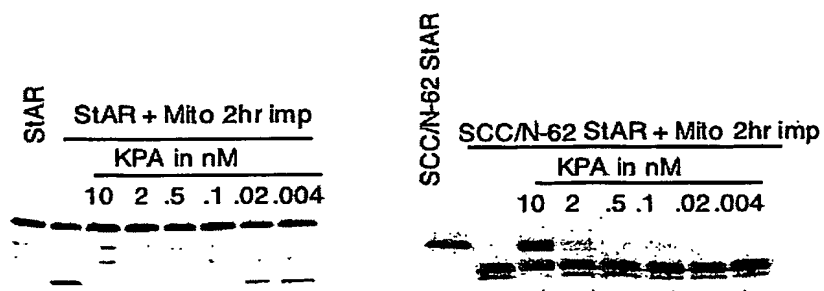 StAR
StAR + Mito 2hr imp
KPA in nM
10 2 .5 .1 .02 .004
SCC/N-62 StAR
SCC/N-62 StAR + Mito 2hr imp
KPA in nM
10 2 .5 .1 .02 .004